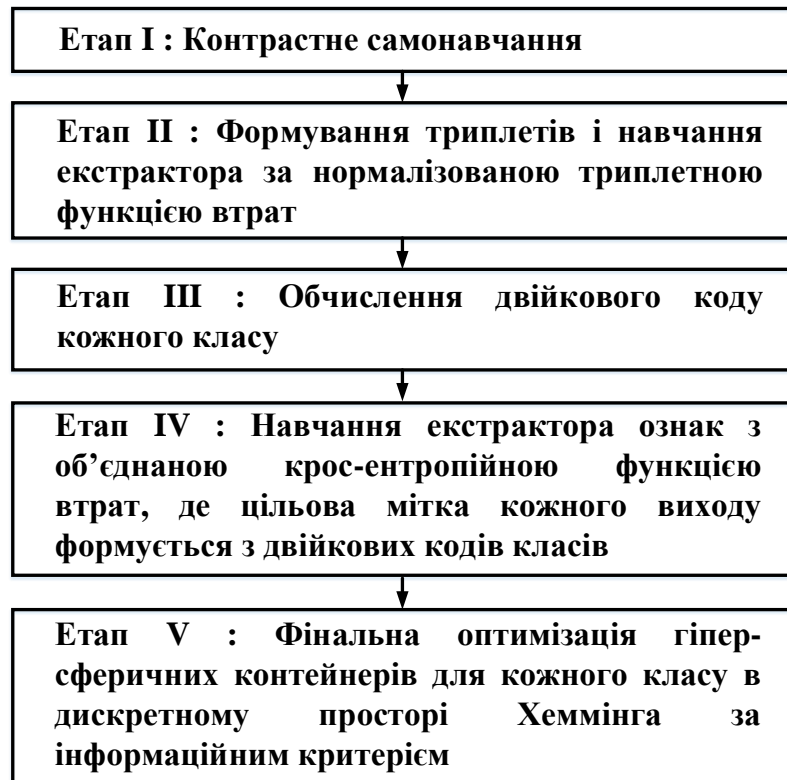 Етап I : Контрастне самонавчання
Етап II : Формування триплетів і навчання
екстрактора за нормалізованою триплетною
функцією втрат
Етап III : Обчислення двійкового коду
кожного класу
Етап IV : Навчання екстрактора ознак з
об’єднаною крос-ентропійною функцією
втрат, де цільова мітка кожного виходу
формується з двійкових кодів класів
Етап V : Фінальна оптимізація гіпер-
сферичних контейнерів для кожного класу в
дискретному просторі Хеммінга за
інформаційним критерієм